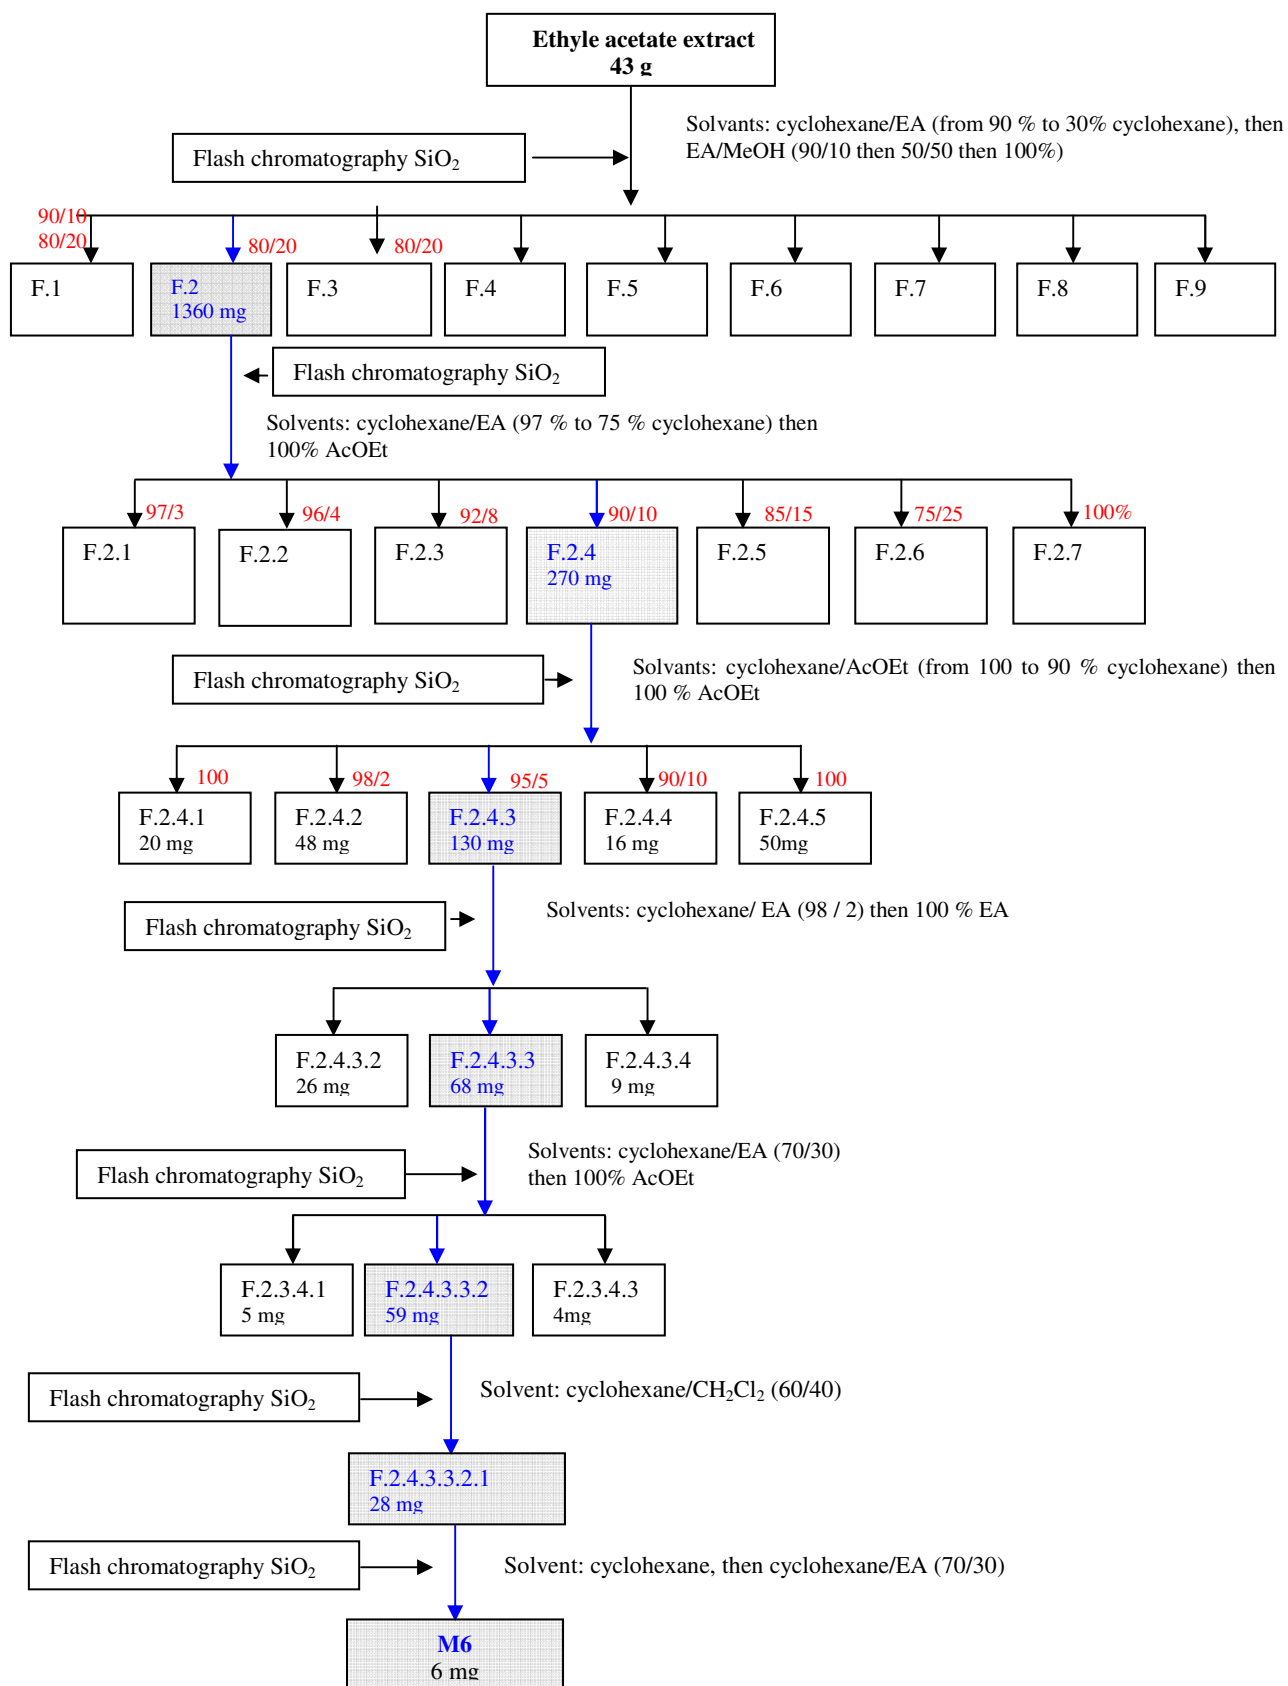 Ethyle acetate extract
43 g
Solvants: cyclohexane/EA (from 90 % to 30% cyclohexane), then
EA/MeOH (90/10 then 50/50 then 100%)
Flash chromatography SiO₂
90/10
80/20
80/20
80/20
F.1
F.2
1360 mg
F.3
F.4
F.5
F.6
F.7
F.8
F.9
Flash chromatography SiO₂
Solvents: cyclohexane/EA (97 % to 75 % cyclohexane) then
100% AcOEt
97/3
96/4
92/8
90/10
85/15
75/25
100%
F.2.1
F.2.2
F.2.3
F.2.4
270 mg
F.2.5
F.2.6
F.2.7
Flash chromatography SiO₂
Solvants: cyclohexane/AcOEt (from 100 to 90 % cyclohexane) then
100 % AcOEt
100
98/2
95/5
90/10
100
F.2.4.1
20 mg
F.2.4.2
48 mg
F.2.4.3
130 mg
F.2.4.4
16 mg
F.2.4.5
50mg
Flash chromatography SiO₂
Solvents: cyclohexane/ EA (98 / 2) then 100 % EA
F.2.4.3.2
26 mg
F.2.4.3.3
68 mg
F.2.4.3.4
9 mg
Flash chromatography SiO₂
Solvents: cyclohexane/EA (70/30)
then 100% AcOEt
F.2.3.4.1
5 mg
F.2.4.3.3.2
59 mg
F.2.3.4.3
4mg
Flash chromatography SiO₂
Solvent: cyclohexane/CH₂Cl₂ (60/40)
F.2.4.3.3.2.1
28 mg
Flash chromatography SiO₂
Solvent: cyclohexane, then cyclohexane/EA (70/30)
M6
6 mg